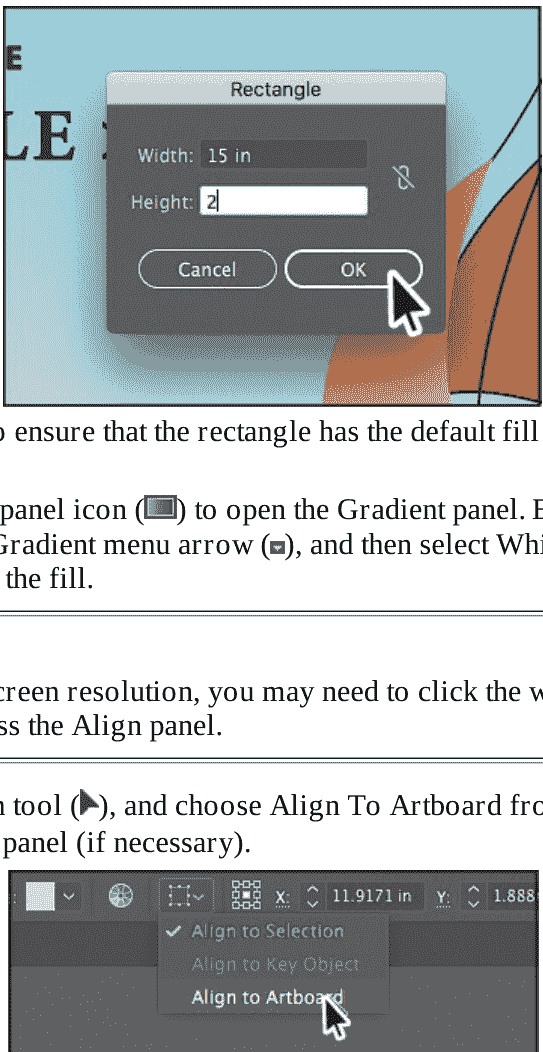 E
LE
Rectangle
Width: 15 in
Height: 2
Cancel OK
o ensure that the rectangle has the default fill
panel icon ( ) to open the Gradient panel. E
Gradient menu arrow ( ), and then select Whi
the fill.
creen resolution, you may need to click the w
ss the Align panel.
n tool ( ), and choose Align To Artboard fro
panel (if necessary).
X: 11.9171 in Y: 1.888
Align to Selection
Align to Key Object
Align to Artboard